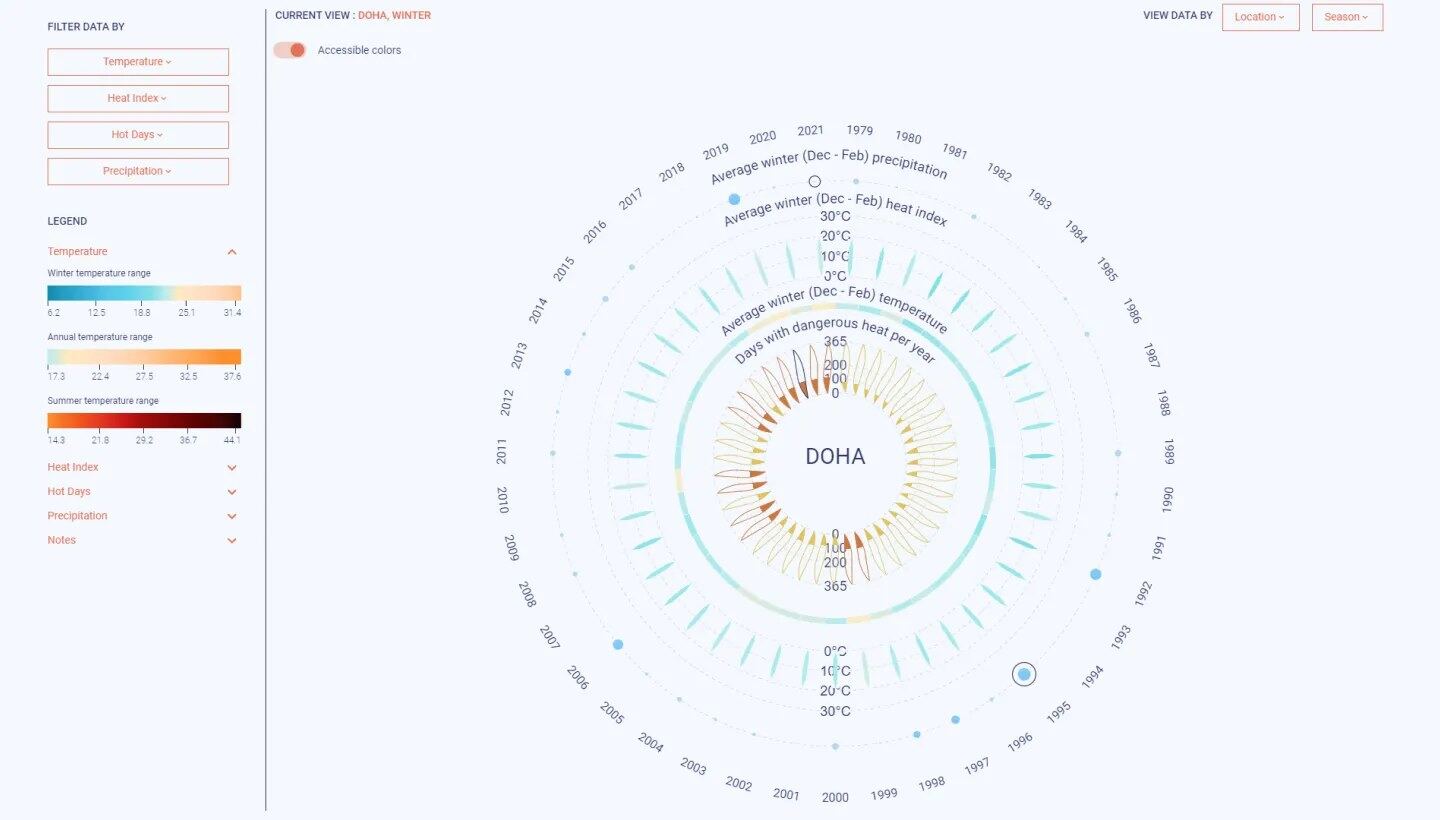 FILTER DATA BY
Temperature
Heat Index
Hot Days
Precipitation
LEGEND
Temperature
Winter temperature range
6.2 12.5 18.8 25.1 31.4
Annual temperature range
17.3 22.4 27.5 32.5 37.6
Summer temperature range
14.3 21.8 29.2 36.7 44.1
Heat Index
Hot Days
Precipitation
Notes
CURRENT VIEW : DOHA, WINTER
Accessible colors
VIEW DATA BY
Location
Season
1979
1980
1981
1982
1983
1984
1985
1986
1987
1988
1989
1990
1991
1992
1993
1994
1995
1996
1997
1998
1999
2000
2001
2002
2003
2004
2005
2006
2007
2008
2009
2010
2011
2012
2013
2014
2015
2016
2017
2018
2019
2020
2021
Average winter (Dec - Feb) precipitation
Average winter (Dec - Feb) heat index
30°C
20°C
10°C
0°C
Average winter (Dec - Feb) temperature
Days with dangerous heat per year
365
200
100
0
DOHA
0
100
200
365
0°C
10°C
20°C
30°C